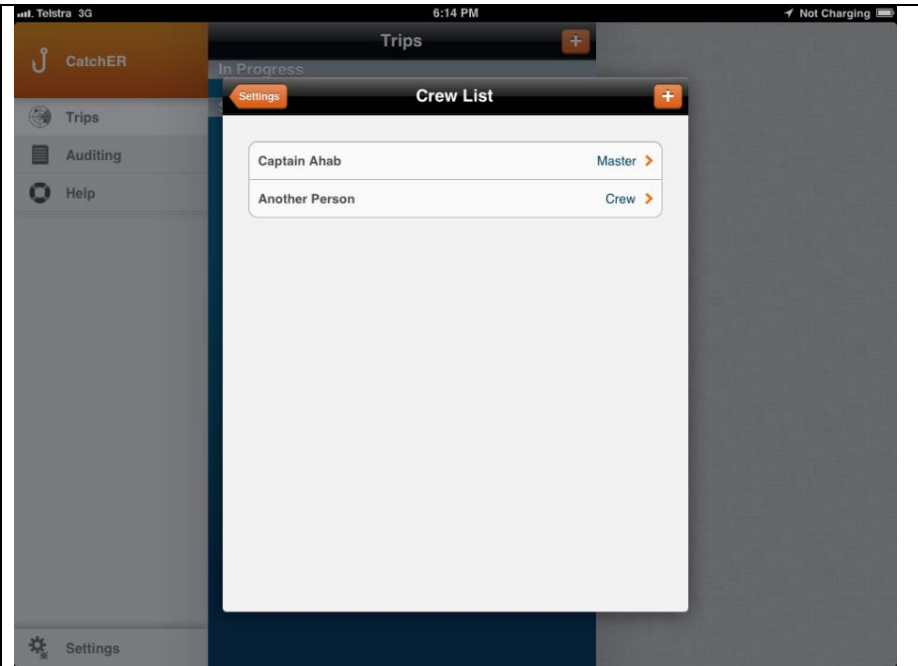 Telstra 3G 6:14 PM Not Charging
CatchER
Trips
Auditing
Help
Settings
Trips
In Progress
Settings Crew List
Captain Ahab Master
Another Person Crew